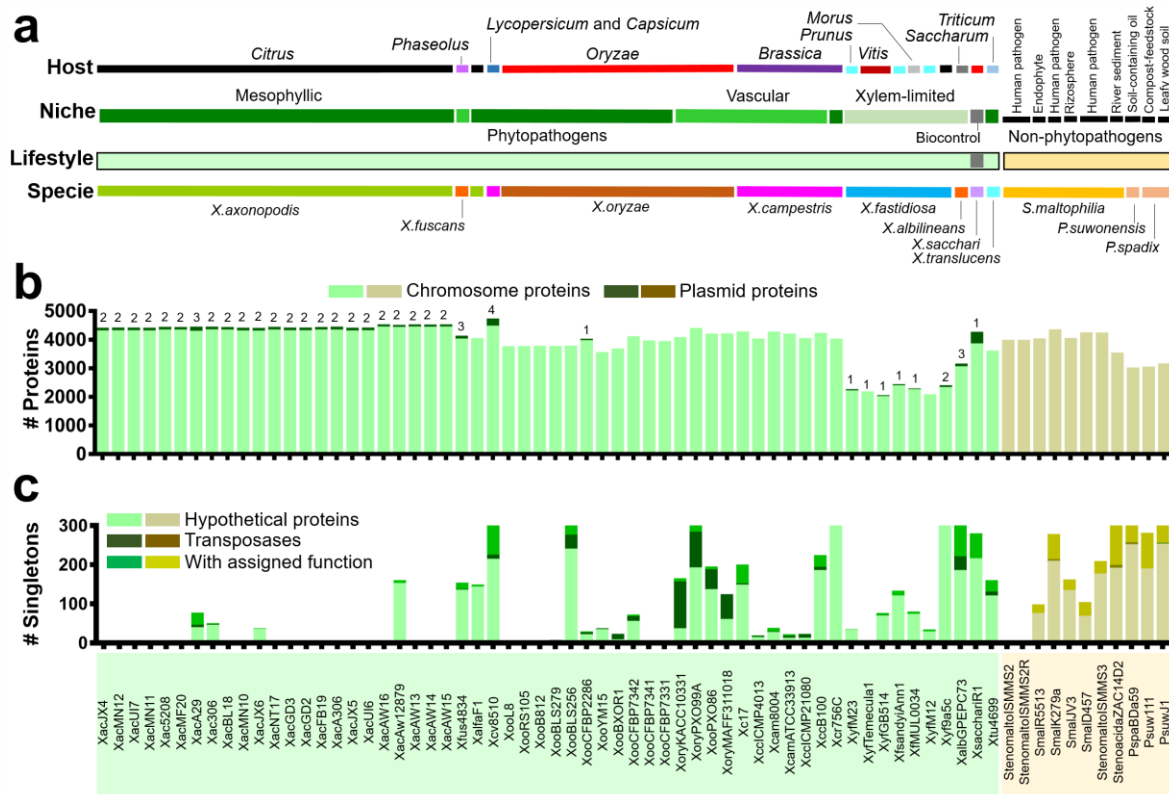 a
Lycopersicum and Capsicum
Morus
Triticum
Phaseolus
Prunus
Saccharum
Host
Citrus
Oryzae
Brassica
Vitis
Human pathogen
Endophyte
Human pathogen
Rizosphere
Human pathogen
River sediment
Soil-containing oil
Compost-feedstock
Leafy wood soil
Niche
Mesophyllic
Vascular
Xylem-limited
Phytopathogens
Biocontrol
Non-phytopathogens
Lifestyle
Specie
X.axonopodis
X.oryzae
X.campestris
X.fastidiosa
S.maltophilia
X.fuscans
X.albilineans
P.suwonensis
X.sacchari
P.spadix
X.translucens
b
Chromosome proteins
Plasmid proteins
# Proteins
5000
4000
3000
2000
1000
0
2 2 2 2 2 3 2 2 2 2 2 2 2 2 2 2 2 2 2 3 4 1 1 1 1 1 1 2 3 1
c
Hypothetical proteins
Transposases
With assigned function
# Singletons
300
200
100
0
XacJX4
XacMN12
XacUI7
XacMN11
Xac5208
XacMF20
XacA29
Xac306
XacBL18
XacMN10
XacJX6
XacNT17
XacGD3
XacGD2
XacFB19
XacA306
XacJX5
XacUI6
XacAW16
XacAw12879
XacAW13
XacAW14
XacAW15
Xfus4834
XalfaF1
Xcv8510
XooL8
XooRS105
XooB812
XooBLS279
XooBLS256
XooCFBP2286
XooYM15
XooBXOR1
XooCFBP7342
XooCFBP7341
XooCFBP7331
XoryKACC10331
XoryPXO99A
XooPXO86
XoryMAFF311018
Xc17
XcclCMP4013
Xcam8004
XcamATCC33913
XcclCMP21080
XccB100
Xcr756C
XyfM23
XyfTemecula1
XyfGB514
XfsandyiAnn1
XfMUL0034
XyfM12
Xylf9a5c
XalbGPEPC73
XsacchariR1
Xtu4699
StenomaltolSMMS2
StenomaltolSMMS2R
SmalR5513
SmalK279a
SmalJV3
SmalD457
StenomaltolSMMS3
StenoacidaZAC14D2
PspaBDa59
Psuw111
PsuwJ1